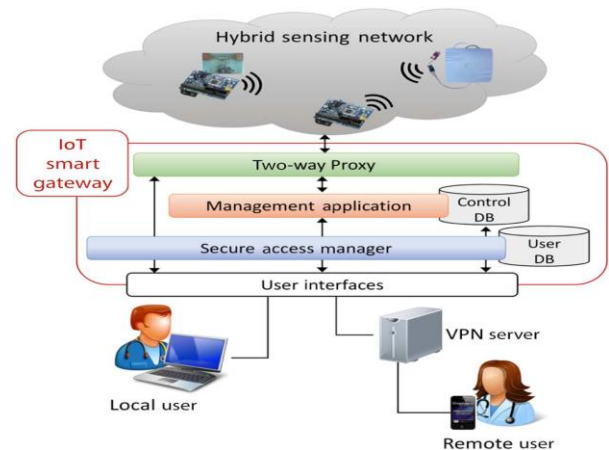 Hybrid sensing network
IoT
smart
gateway
Two-way Proxy
Management application
Control
DB
Secure access manager
User
DB
User interfaces
VPN server
Local user
Remote user